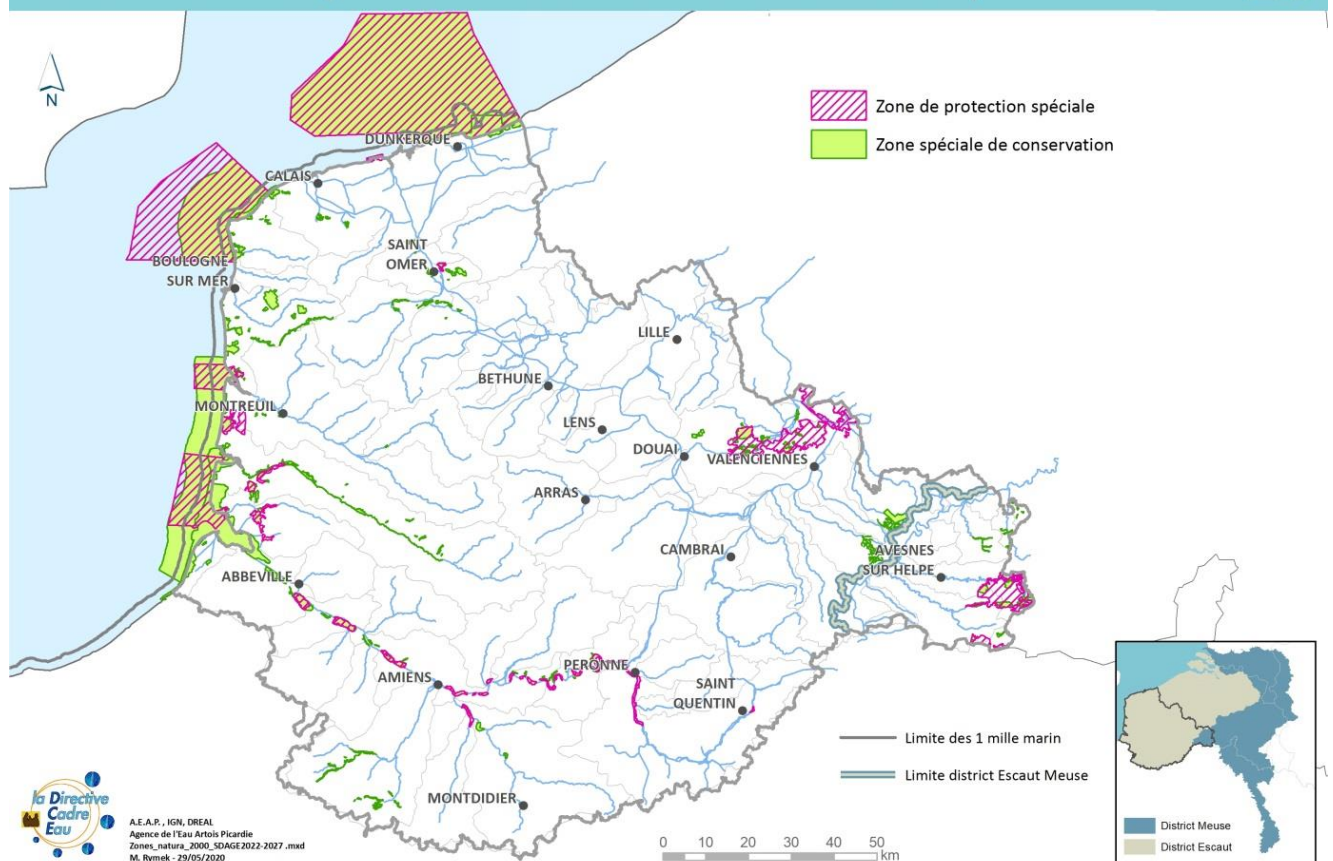 N
Zone de protection spéciale
Zone spéciale de conservation
DUNKERQUE
CALAIS
SAINT
OMER
BOULOGNE
SUR MER
LILLE
BETHUNE
MONTREUIL
LENS
DOUAI
VALENCIENNES
ARRAS
CAMBRAI
AVESNES
SUR HELPE
ABBEVILLE
PERONNE
AMIENS
SAINT
QUENTIN
MONTDIDIER
Limite des 1 mille marin
Limite district Escaut Meuse
District Meuse
District Escaut
la Directive
Cadre
Eau
A.E.A.P. , IGN, DREAL
Agence de l'Eau Artois Picardie
Zones_natura_2000_SDAGE2022-2027 .mxd
M. Rymek - 29/05/2020
0 10 20 30 40 50
km